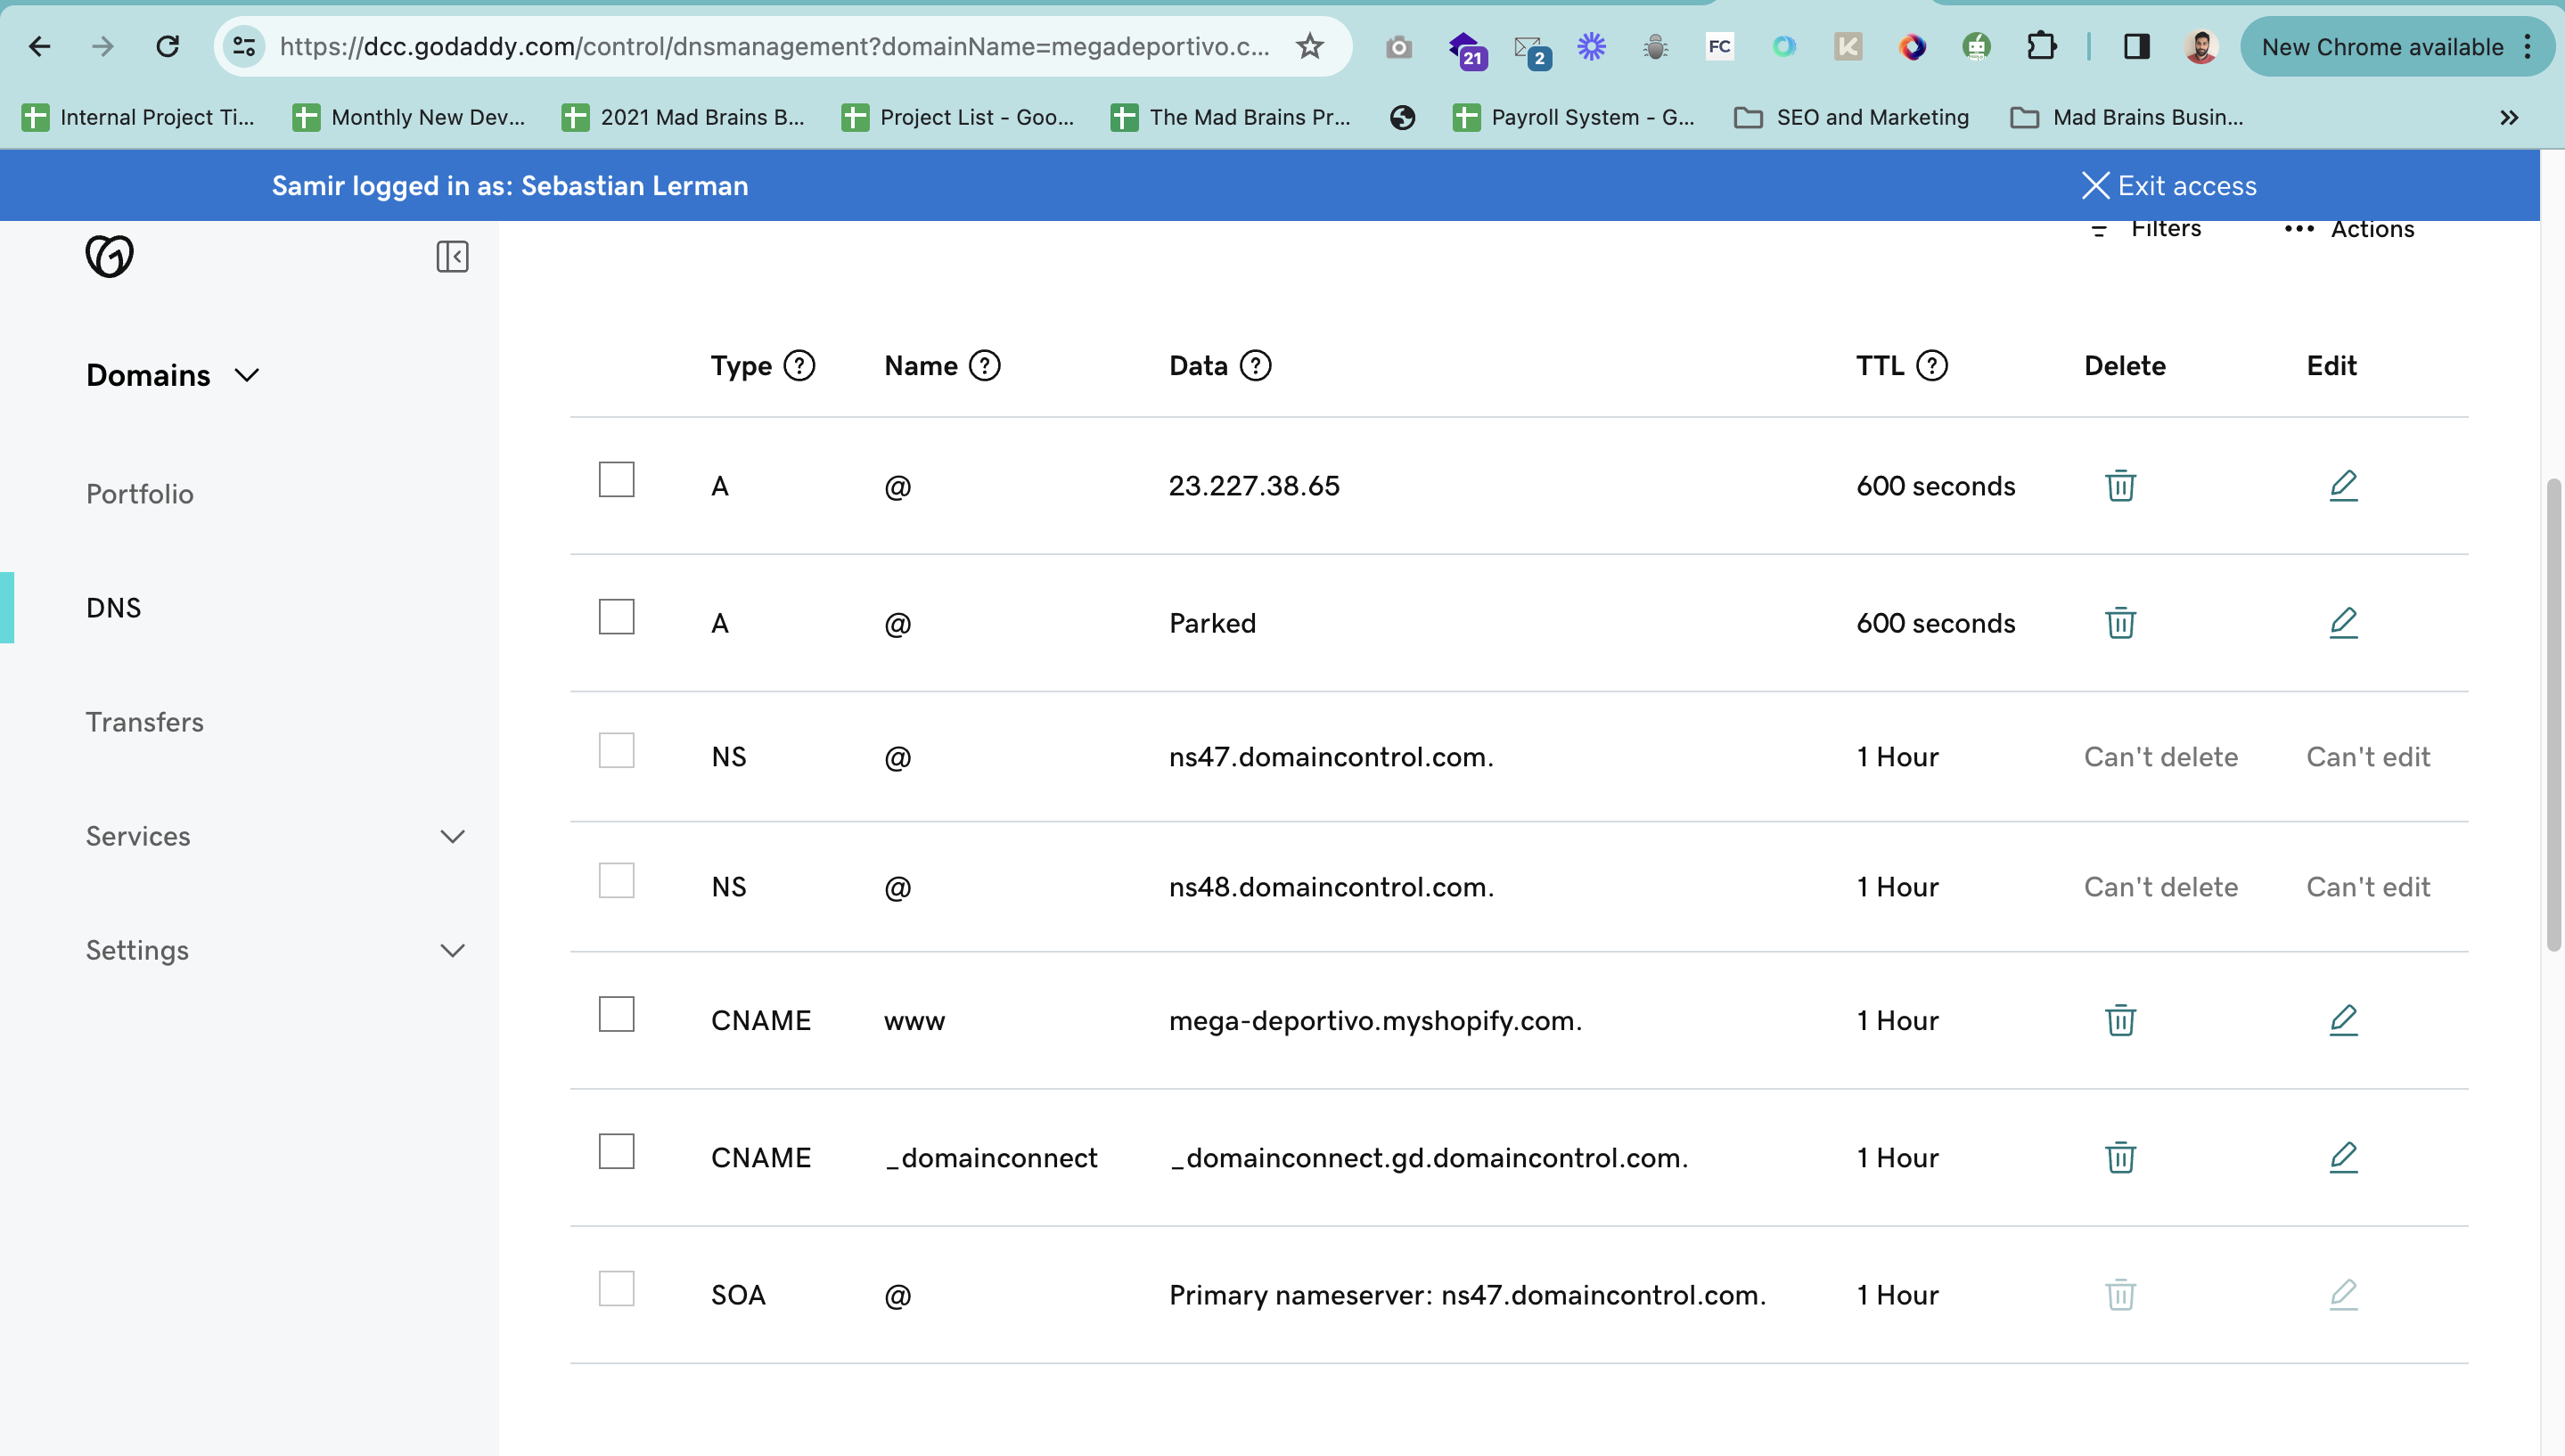 https://dcc.godaddy.com/control/dnsmanagement?domainName=megadeportivo.c...
21
2
FC
K
New Chrome available
Internal Project Ti...
Monthly New Dev...
2021 Mad Brains B...
Project List - Goo...
The Mad Brains Pr...
Payroll System - G...
SEO and Marketing
Mad Brains Busin...
Samir logged in as: Sebastian Lerman
Exit access
Filters
Actions
Domains
Portfolio
DNS
Transfers
Services
Settings
Type Name Data TTL Delete Edit
A @ 23.227.38.65 600 seconds
A @ Parked 600 seconds
NS @ ns47.domaincontrol.com. 1 Hour Can't delete Can't edit
NS @ ns48.domaincontrol.com. 1 Hour Can't delete Can't edit
CNAME www mega-deportivo.myshopify.com. 1 Hour
CNAME _domainconnect _domainconnect.gd.domaincontrol.com. 1 Hour
SOA @ Primary nameserver: ns47.domaincontrol.com. 1 Hour